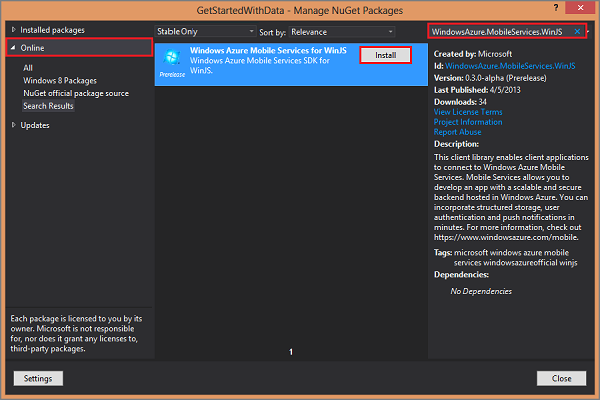 GetStartedWithData - Manage NuGet Packages
Installed packages
Online
All
Windows 8 Packages
NuGet official package source
Search Results
Updates
Each package is licensed to you by its
owner. Microsoft is not responsible
for, nor does it grant any licenses to,
third-party packages.
Settings
Stable Only
Sort by: Relevance
Windows Azure Mobile Services for WinJS
Windows Azure Mobile Services SDK for
WinJS.
Prerelease
Install
1
WindowsAzure.MobileServices.WinJS
Created by: Microsoft
Id: WindowsAzure.MobileServices.WinJS
Version: 0.3.0-alpha (Prerelease)
Last Published: 4/5/2013
Downloads: 34
View License Terms
Project Information
Report Abuse
Description:
This client library enables client applications
to connect to Windows Azure Mobile
Services. Mobile Services allows you to
develop an app with a scalable and secure
backend hosted in Windows Azure. You can
incorporate structured storage, user
authentication and push notifications in
minutes. For more information, check out
https://www.windowsazure.com/mobile.
Tags: microsoft windows azure mobile
services windowsazureofficial winjs
Dependencies:
No Dependencies
Close